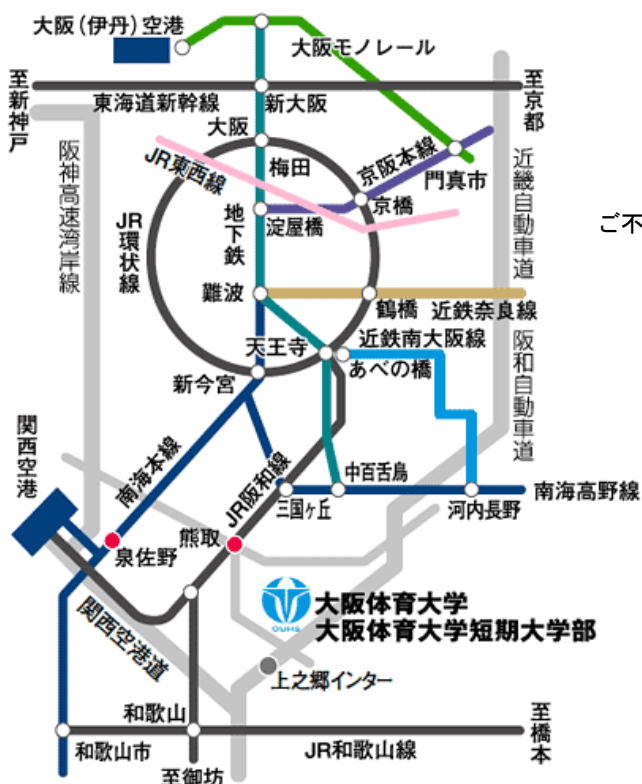 大阪(伊丹)空港
大阪モノレール
至新神戸
東海道新幹線
新大阪
至京都
大阪
梅田
JR東西線
京阪本線
門真市
京橋
淀屋橋
地下鉄
JR環状線
阪神高速湾岸線
近畿自動車道
ご不
難波
鶴橋
近鉄奈良線
天王寺
近鉄南大阪線
あべの橋
新今宮
阪和自動車道
関西空港
南海本線
JR阪和線
中百舌鳥
三国ヶ丘
河内長野
南海高野線
泉佐野
熊取
OUHS
大阪体育大学
大阪体育大学短期大学部
関西空港道
上之郷インター
和歌山
和歌山市
JR和歌山線
至橋本
至御坊